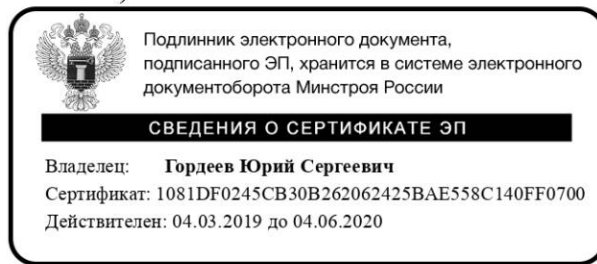 Подлинник электронного документа,
подписанного ЭП, хранится в системе электронного
документоборота Минстроя России
СВЕДЕНИЯ О СЕРТИФИКАТЕ ЭП
Владелец: Гордеев Юрий Сергеевич
Сертификат: 1081DF0245CB30B262062425BAE558C140FF0700
Действителен: 04.03.2019 до 04.06.2020